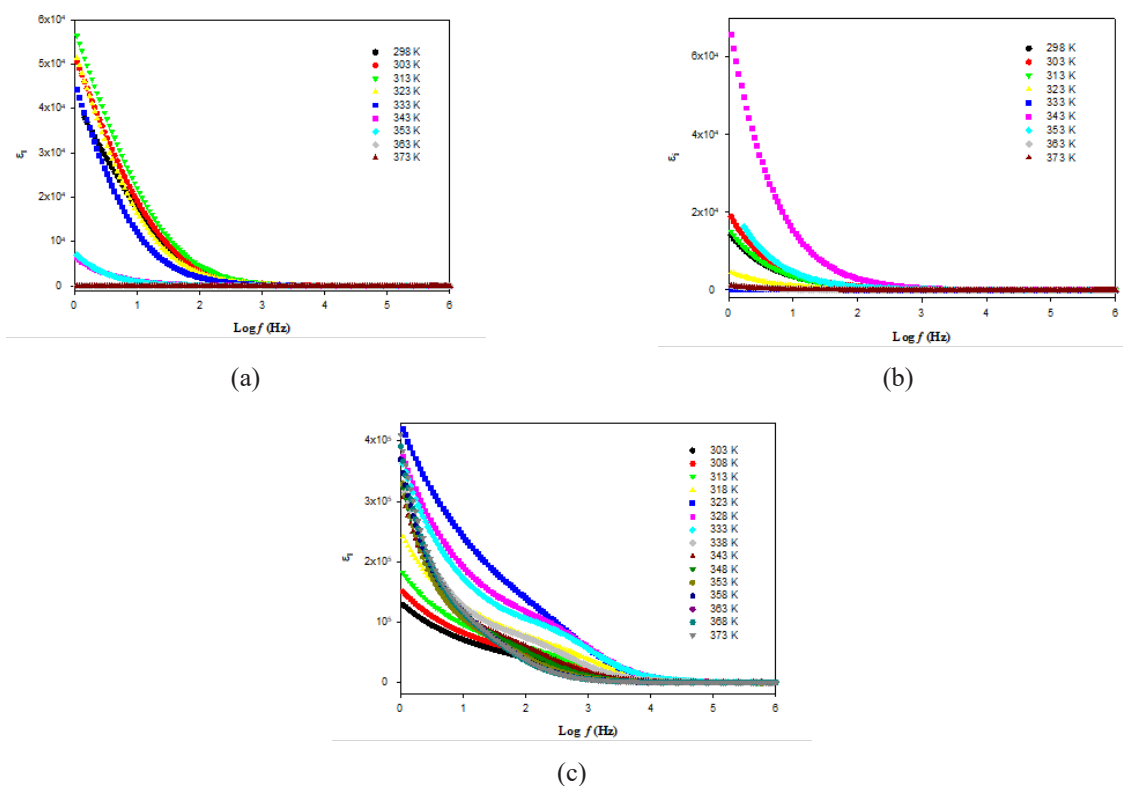 6x10⁴
5x10⁴
4x10⁴
3x10⁴
2x10⁴
10⁴
0
εᵢ
0 1 2 3 4 5 6
Log f (Hz)
298 K
303 K
313 K
323 K
333 K
343 K
353 K
363 K
373 K
(a)
6x10⁴
4x10⁴
2x10⁴
0
εᵢ
0 1 2 3 4 5 6
Log f (Hz)
298 K
303 K
313 K
323 K
333 K
343 K
353 K
363 K
373 K
(b)
4x10⁵
3x10⁵
2x10⁵
10⁵
0
εᵢ
0 1 2 3 4 5 6
Log f (Hz)
303 K
308 K
313 K
318 K
323 K
328 K
333 K
338 K
343 K
348 K
353 K
358 K
363 K
368 K
373 K
(c)